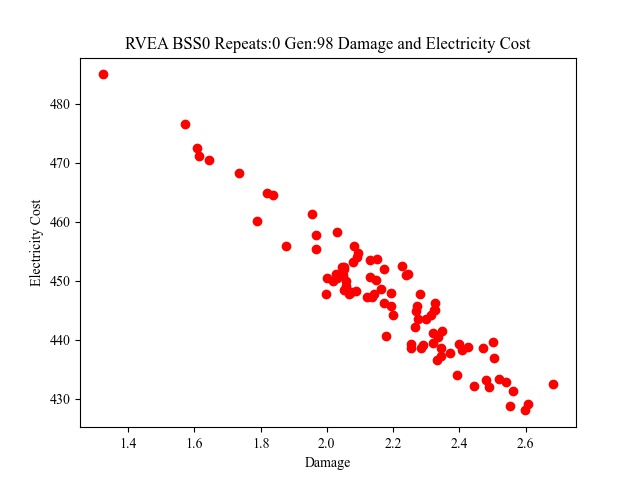 RVEA BSS0 Repeats:0 Gen:98 Damage and Electricity Cost
480
470
460
450
440
430
Electricity Cost
1.4 1.6 1.8 2.0 2.2 2.4 2.6
Damage